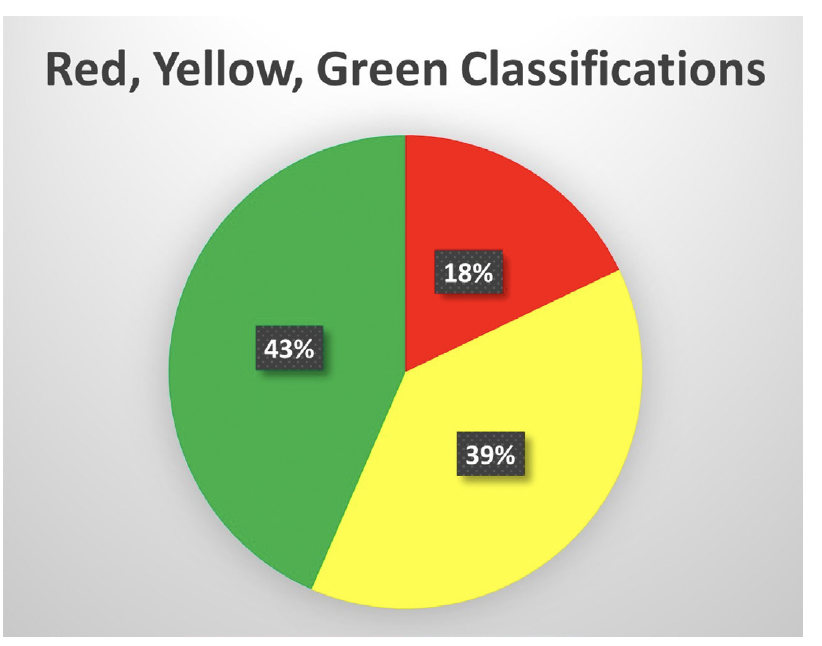 Red, Yellow, Green Classifications
18%
43%
39%